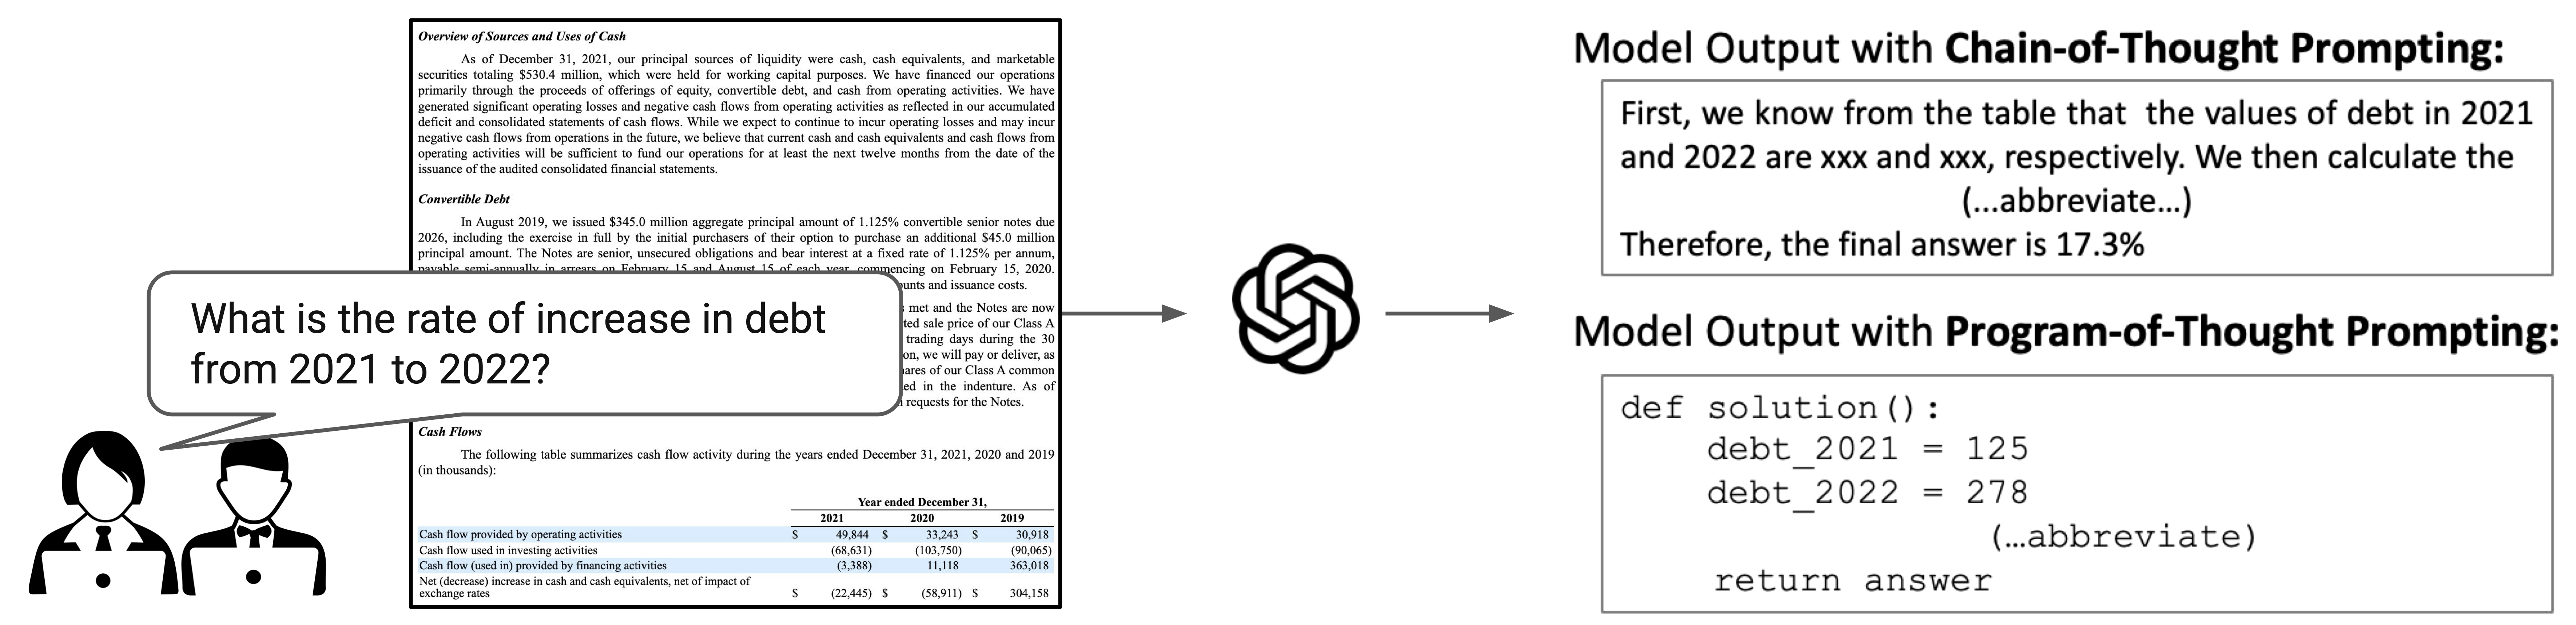 Overview of Sources and Uses of Cash
As of December 31, 2021, our principal sources of liquidity were cash, cash equivalents, and marketable
securities totaling $530.4 million, which were held for working capital purposes. We have financed our operations
primarily through the proceeds of offerings of equity, convertible debt, and cash from operating activities. We have
generated significant operating losses and negative cash flows from operating activities as reflected in our accumulated
deficit and consolidated statements of cash flows. While we expect to continue to incur operating losses and may incur
negative cash flows from operations in the future, we believe that current cash and cash equivalents and cash flows from
operating activities will be sufficient to fund our operations for at least the next twelve months from the date of the
issuance of the audited consolidated financial statements.
Convertible Debt
In August 2019, we issued $345.0 million aggregate principal amount of 1.125% convertible senior notes due
2026, including the exercise in full by the initial purchasers of their option to purchase an additional $45.0 million
principal amount. The Notes are senior, unsecured obligations and bear interest at a fixed rate of 1.125% per annum,
payable semi-annually in arrears on February 15 and August 15 of each year, commencing on February 15, 2020.
unts and issuance costs.
met and the Notes are now
ted sale price of our Class A
trading days during the 30
on, we will pay or deliver, as
ares of our Class A common
ed in the indenture. As of
requests for the Notes.
What is the rate of increase in debt
from 2021 to 2022?
Cash Flows
The following table summarizes cash flow activity during the years ended December 31, 2021, 2020 and 2019
(in thousands):
Year ended December 31,
2021 2020 2019
Cash flow provided by operating activities $ 49,844 $ 33,243 $ 30,918
Cash flow used in investing activities (68,631) (103,750) (90,065)
Cash flow (used in) provided by financing activities (3,388) 11,118 363,018
Net (decrease) increase in cash and cash equivalents, net of impact of
exchange rates $ (22,445) $ (58,911) $ 304,158
Model Output with Chain-of-Thought Prompting:
First, we know from the table that the values of debt in 2021
and 2022 are xxx and xxx, respectively. We then calculate the
(...abbreviate...)
Therefore, the final answer is 17.3%
Model Output with Program-of-Thought Prompting:
def solution():
debt_2021 = 125
debt_2022 = 278
(…abbreviate)
return answer